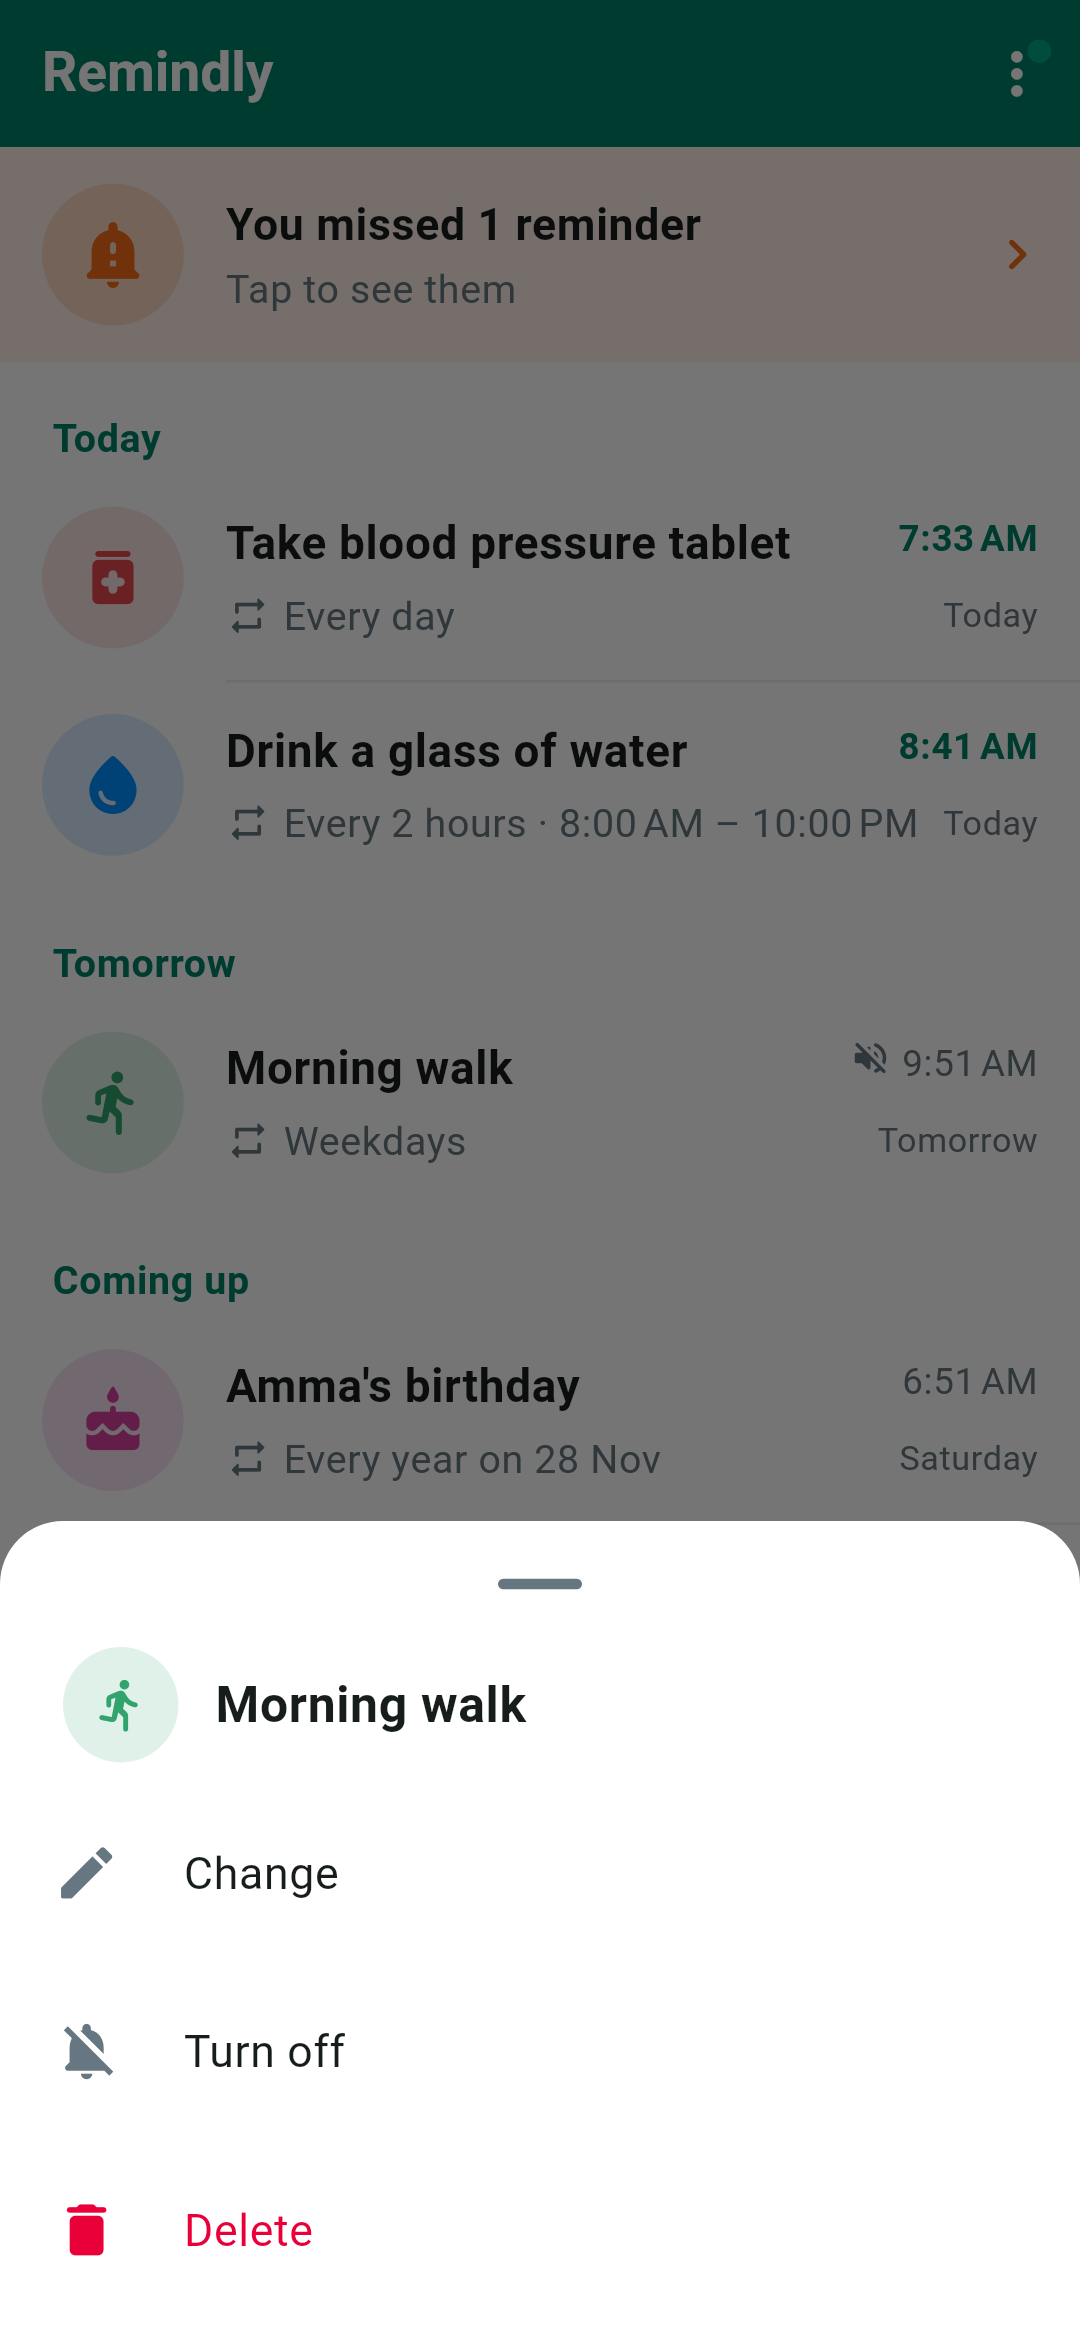 Remindly
You missed 1 reminder
Tap to see them
Today
Take blood pressure tablet 7:33 AM
Every day Today
Drink a glass of water 8:41 AM
Every 2 hours · 8:00 AM – 10:00 PM Today
Tomorrow
Morning walk 9:51 AM
Weekdays Tomorrow
Coming up
Amma's birthday 6:51 AM
Every year on 28 Nov Saturday
Morning walk
Change
Turn off
Delete